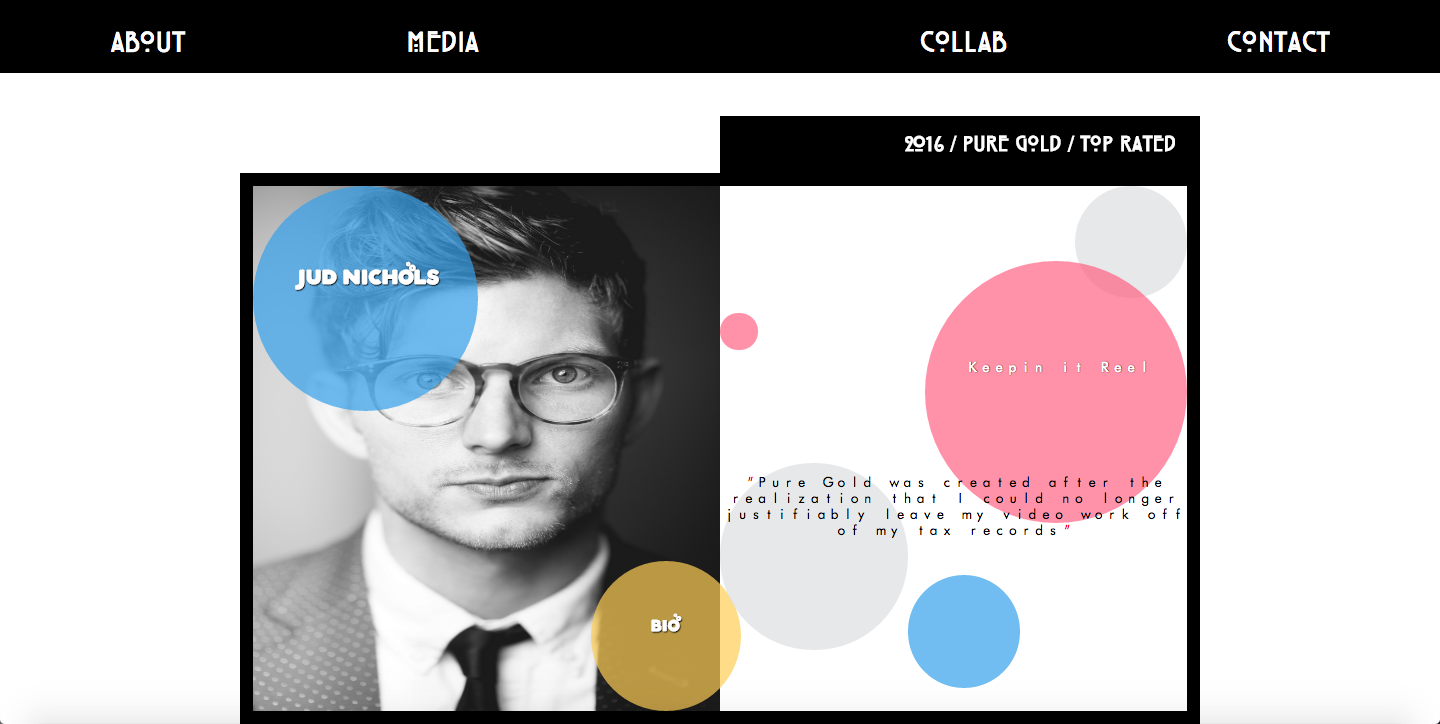 ABOUT
MEDIA
COLLAB
CONTACT
2016 / PURE GOLD / TOP RATED
JUD NICHOLS
Keepin it Reel
"Pure Gold was created after the
realization that I could no longer
justifiably leave my video work off
of my tax records"
BIO